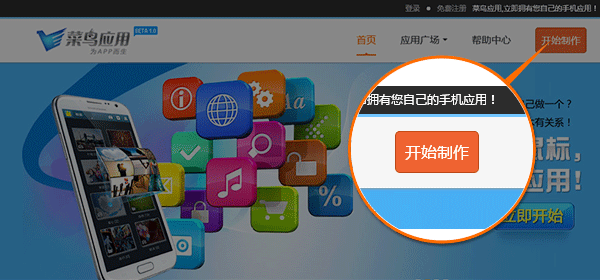 登录 免费注册 菜鸟应用,立即拥有您自己的手机应用！
菜鸟应用 BETA 1.0
为APP而生
首页 应用广场 帮助中心 开始制作
拥有您自己的手机应用！
己做一个？
有关系！
开始制作
鼠标，
应用！
立即开始
Aa
%